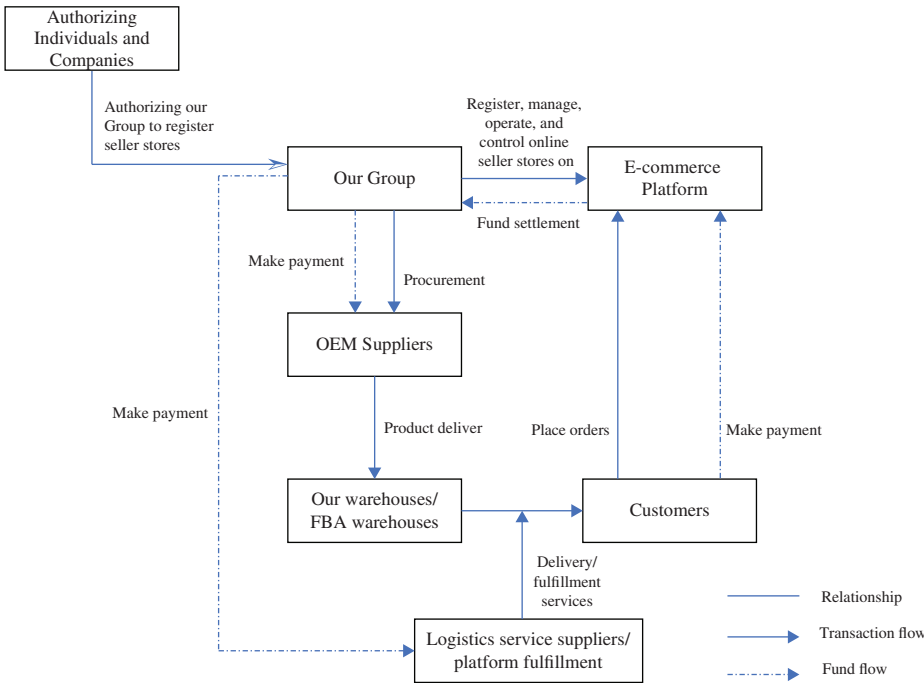 Authorizing
Individuals and
Companies
Authorizing our
Group to register
seller stores
Register, manage,
operate, and
control online
seller stores on
Our Group
E-commerce
Platform
Fund settlement
Make payment
Procurement
OEM Suppliers
Make payment
Product deliver
Place orders
Make payment
Our warehouses/
FBA warehouses
Customers
Delivery/
fulfillment
services
Logistics service suppliers/
platform fulfillment
Relationship
Transaction flow
Fund flow